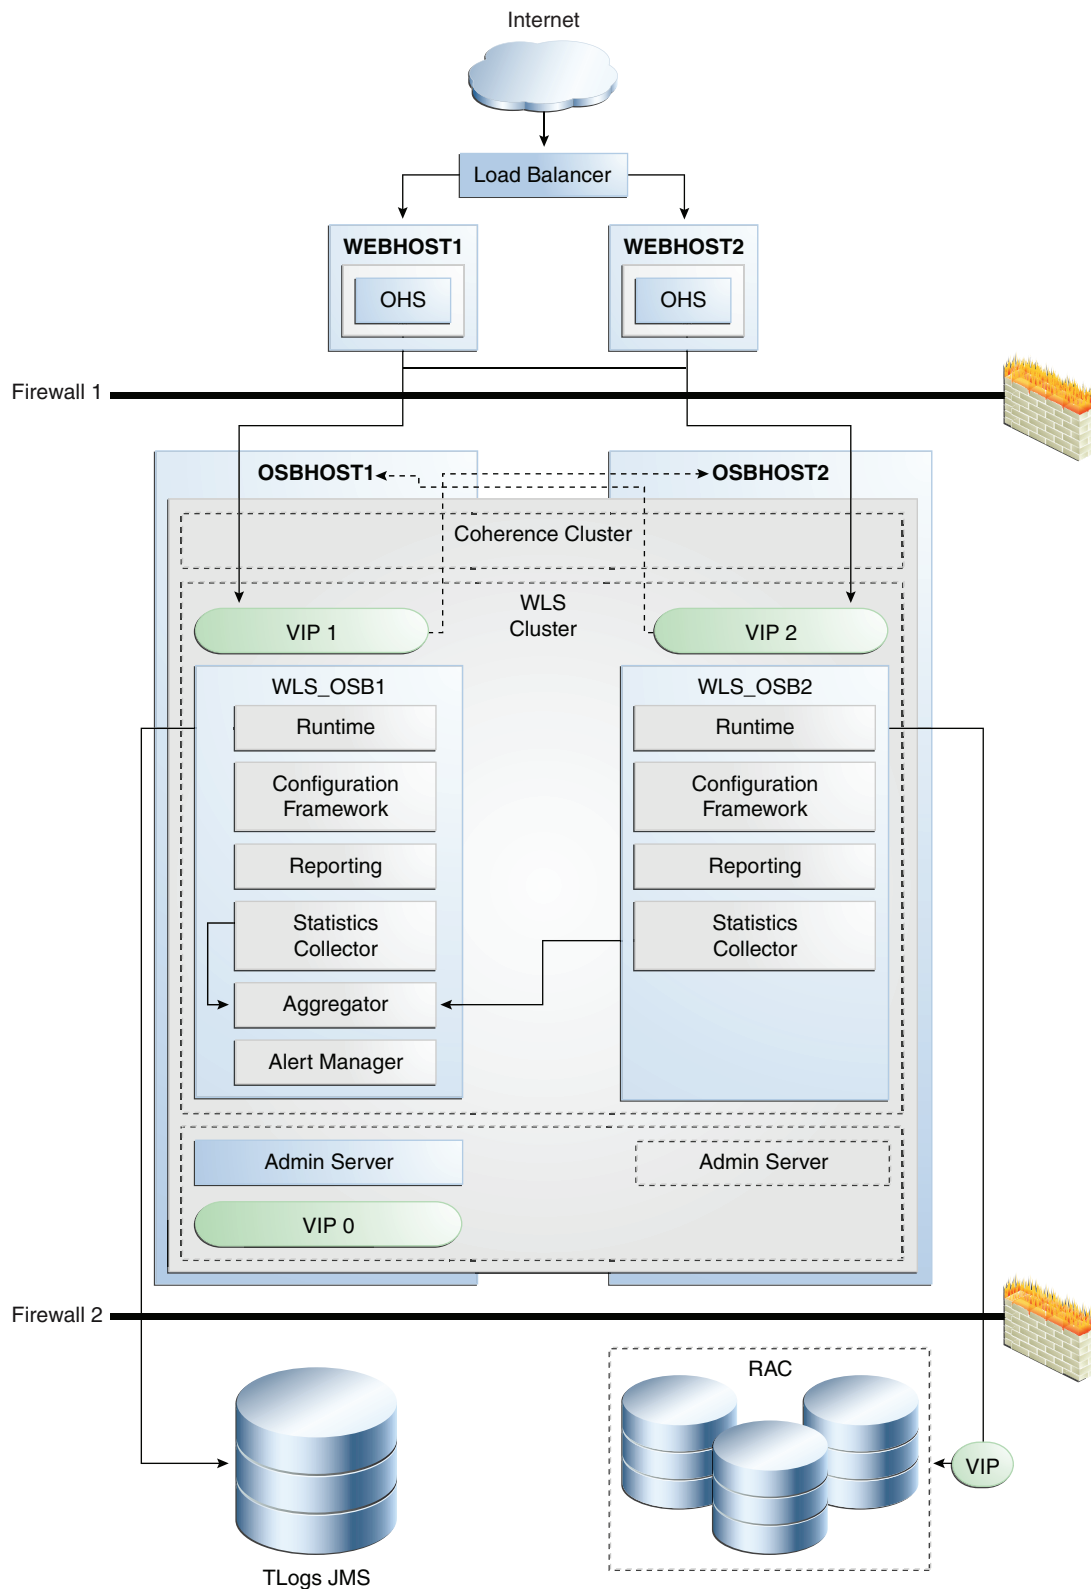 Internet
Load Balancer
WEBHOST1
WEBHOST2
OHS
OHS
Firewall 1
OSBHOST1
OSBHOST2
Coherence Cluster
WLS
Cluster
VIP 1
VIP 2
WLS_OSB1
Runtime
Configuration
Framework
Reporting
Statistics
Collector
Aggregator
Alert Manager
WLS_OSB2
Runtime
Configuration
Framework
Reporting
Statistics
Collector
Admin Server
Admin Server
VIP 0
Firewall 2
RAC
VIP
TLogs JMS